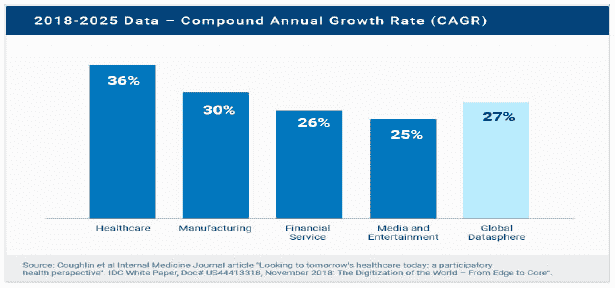 2018-2025 Data – Compound Annual Growth Rate (CAGR)
36%
30%
26%
25%
27%
Healthcare
Manufacturing
Financial
Service
Media and
Entertainment
Global
Datasphere
Source: Coughlin et al Internal Medicine Journal article "Looking to tomorrow's healthcare today: a participatory
health perspective". IDC White Paper, Doc# US44413318, November 2018: The Digitization of the World – From Edge to Core".